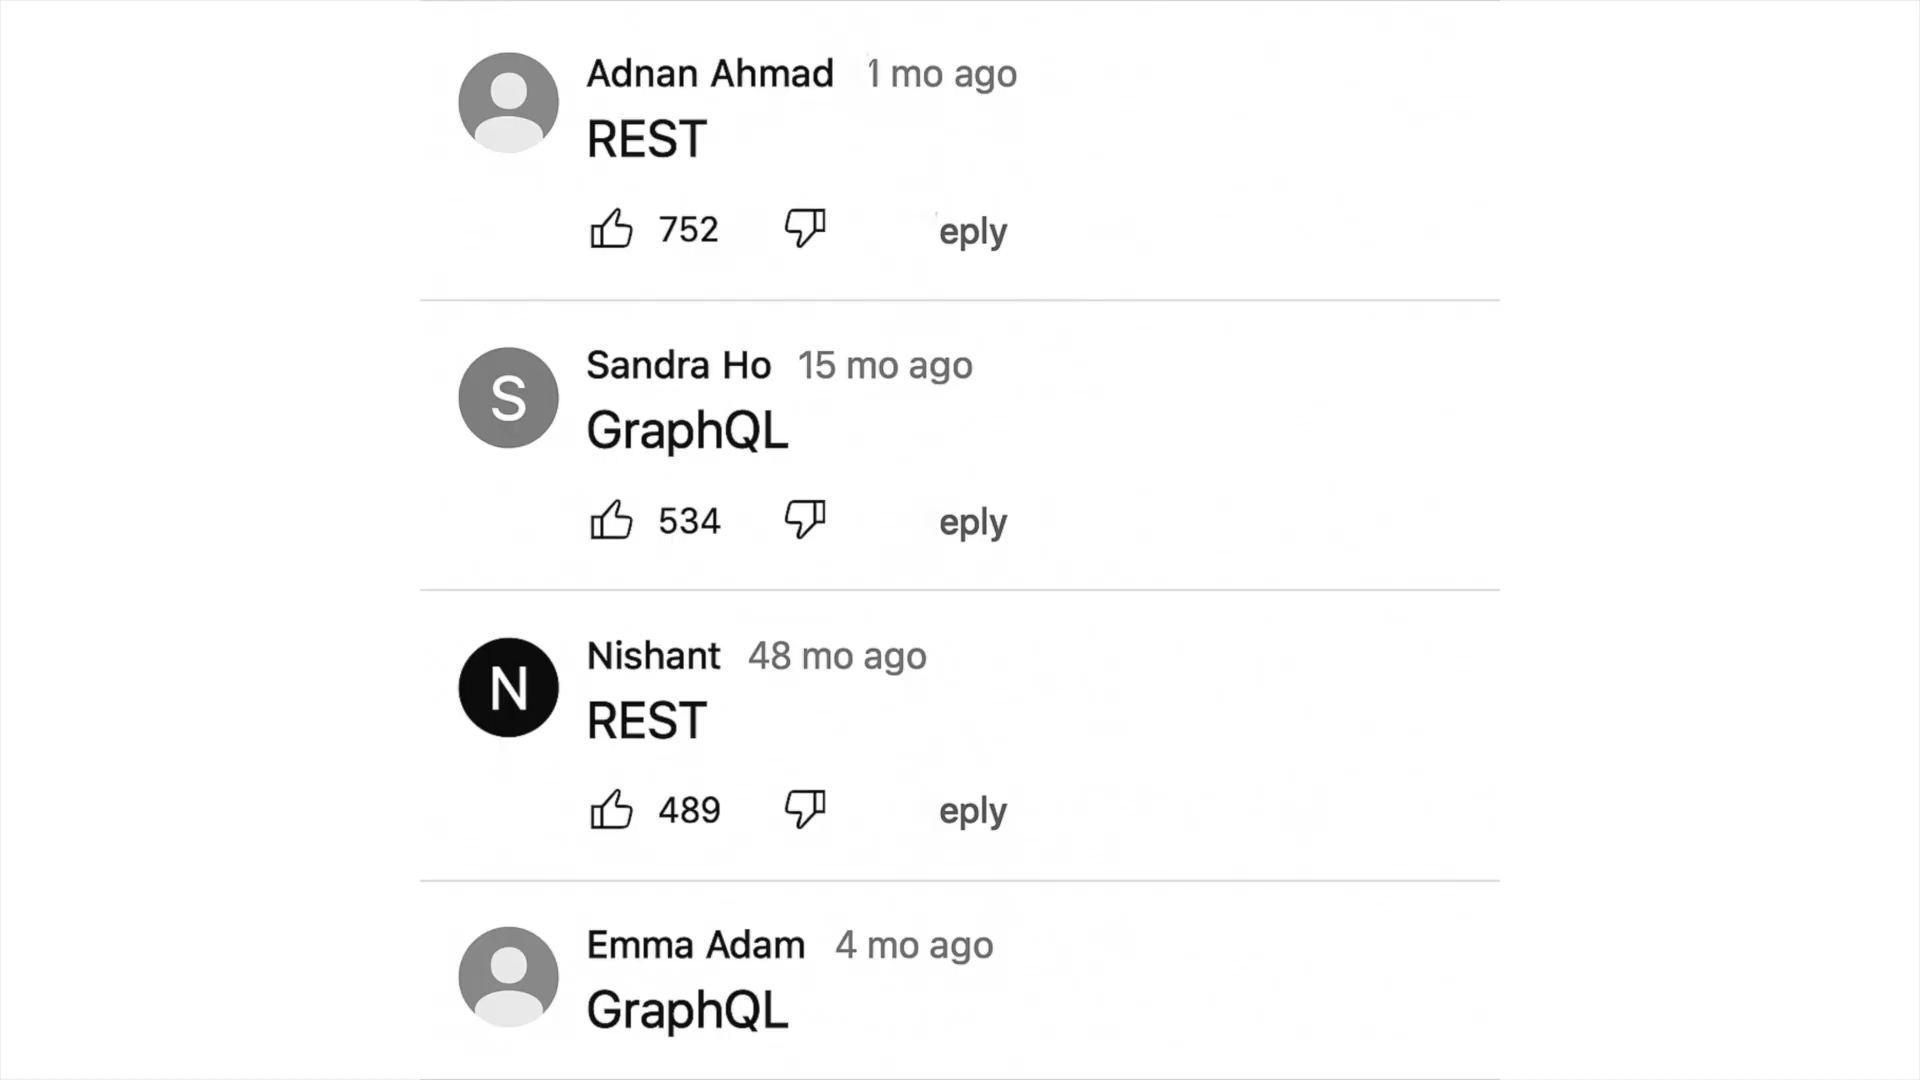 Adnan Ahmad 1 mo ago
REST
752 eply
S
Sandra Ho 15 mo ago
GraphQL
534 eply
N
Nishant 48 mo ago
REST
489 eply
Emma Adam 4 mo ago
GraphQL